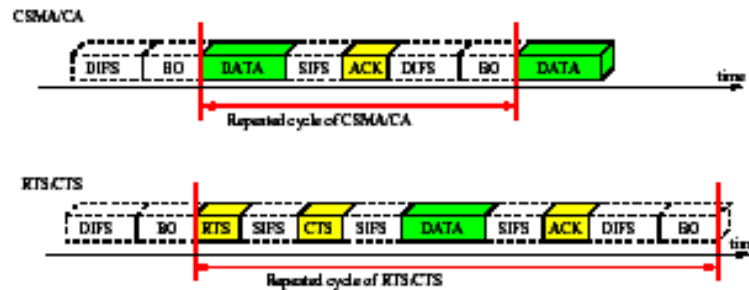 CSMA/CA
DIFS BO DATA SIFS ACK DIFS BO DATA
time
Repeated cycle of CSMA/CA
RTS/CTS
DIFS BO RTS SIFS CTS SIFS DATA SIFS ACK DIFS BO
time
Repeated cycle of RTS/CTS